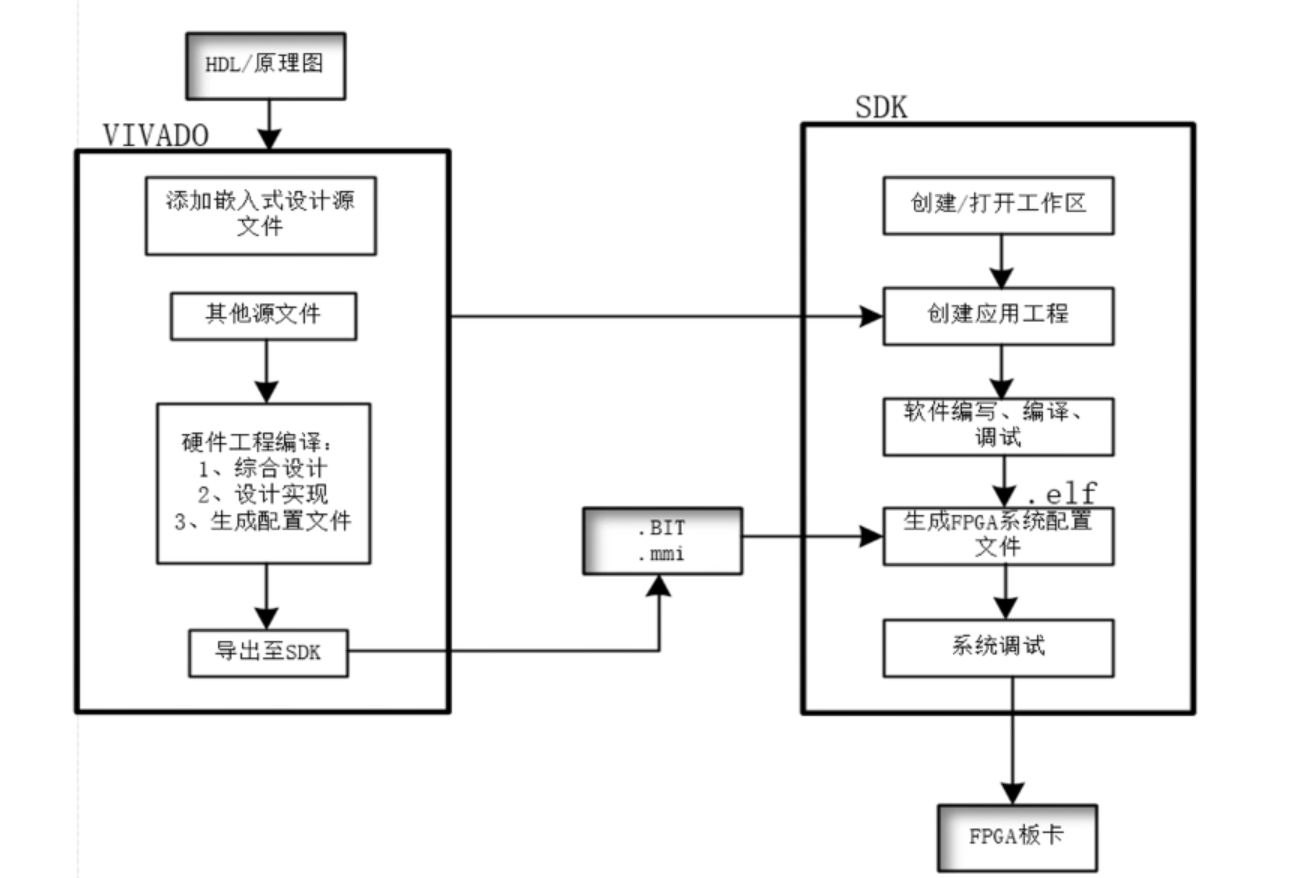 HDL/原理图
VIVADO
添加嵌入式设计源
文件
其他源文件
硬件工程编译：
1、综合设计
2、设计实现
3、生成配置文件
导出至SDK
.BIT
.mmi
SDK
创建/打开工作区
创建应用工程
软件编写、编译、
调试
.elf
生成FPGA系统配置
文件
系统调试
FPGA板卡